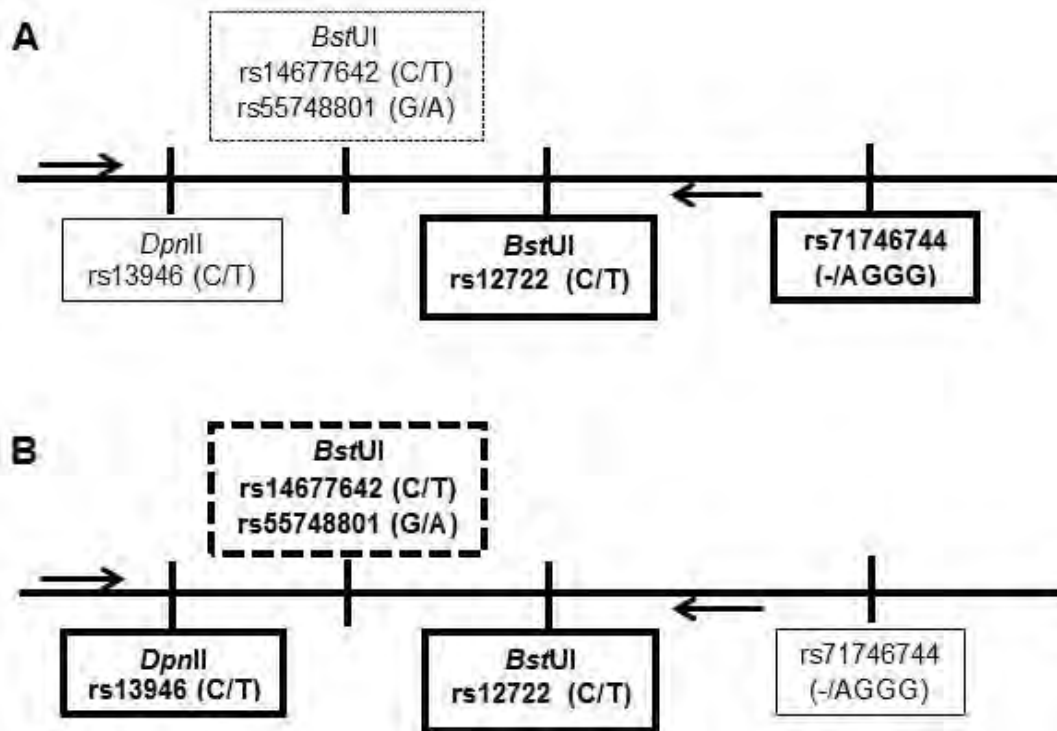 A
BstUI
rs14677642 (C/T)
rs55748801 (G/A)
DpnII
rs13946 (C/T)
BstUI
rs12722 (C/T)
rs71746744
(-/AGGG)
B
BstUI
rs14677642 (C/T)
rs55748801 (G/A)
DpnII
rs13946 (C/T)
BstUI
rs12722 (C/T)
rs71746744
(-/AGGG)